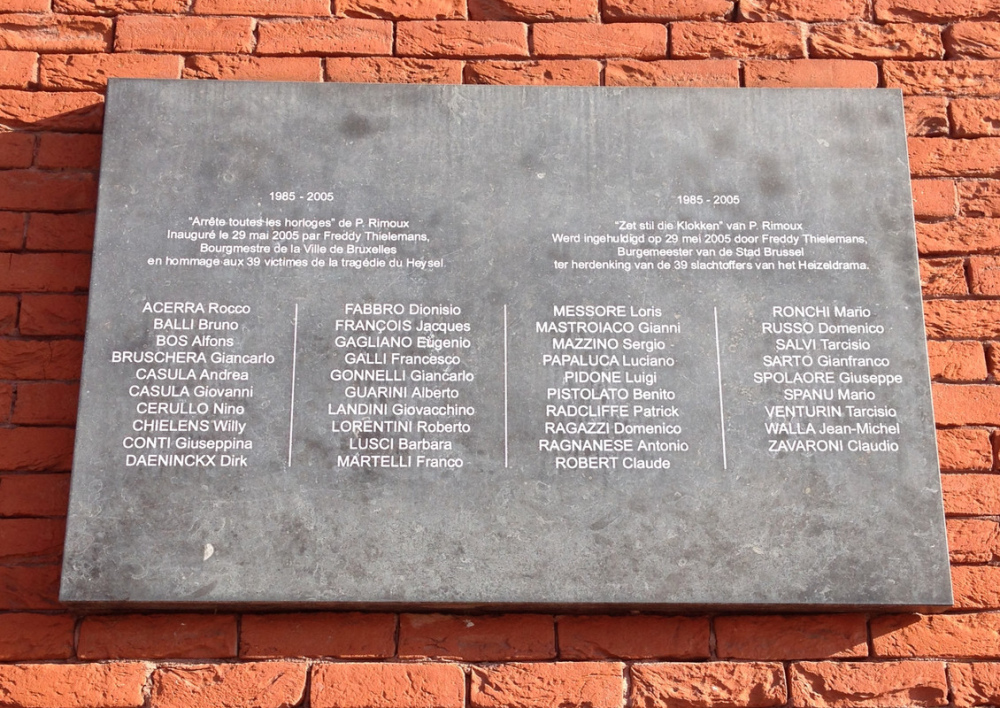 1985 - 2005
"Arrête toutes les horloges" de P. Rimoux
Inauguré le 29 mai 2005 par Freddy Thielemans,
Bourgmestre de la Ville de Bruxelles
en hommage aux 39 victimes de la tragédie du Heysel.
1985 - 2005
"Zet stil die Klokken" van P. Rimoux
Werd ingehuldigd op 29 mei 2005 door Freddy Thielemans,
Burgemeester van de Stad Brussel
ter herdenking van de 39 slachtoffers van het Heizeldrama.
ACERRA Rocco
BALLI Bruno
BOS Alfons
BRUSCHERA Giancarlo
CASULA Andrea
CASULA Giovanni
CERULLO Nino
CHIELENS Willy
CONTI Giuseppina
DAENINCKX Dirk
FABBRO Dionisio
FRANÇOIS Jacques
GAGLIANO Eugenio
GALLI Francesco
GONNELLI Giancarlo
GUARINI Alberto
LANDINI Giovacchino
LORENTINI Roberto
LUSCI Barbara
MARTELLI Franco
MESSORE Loris
MASTROIACO Gianni
MAZZINO Sergio
PAPALUCA Luciano
PIDONE Luigi
PISTOLATO Benito
RADCLIFFE Patrick
RAGAZZI Domenico
RAGNANESE Antonio
ROBERT Claude
RONCHI Mario
RUSSO Domenico
SALVI Tarcisio
SARTO Gianfranco
SPOLAORE Giuseppe
SPANU Mario
VENTURIN Tarcisio
WALLA Jean-Michel
ZAVARONI Claudio